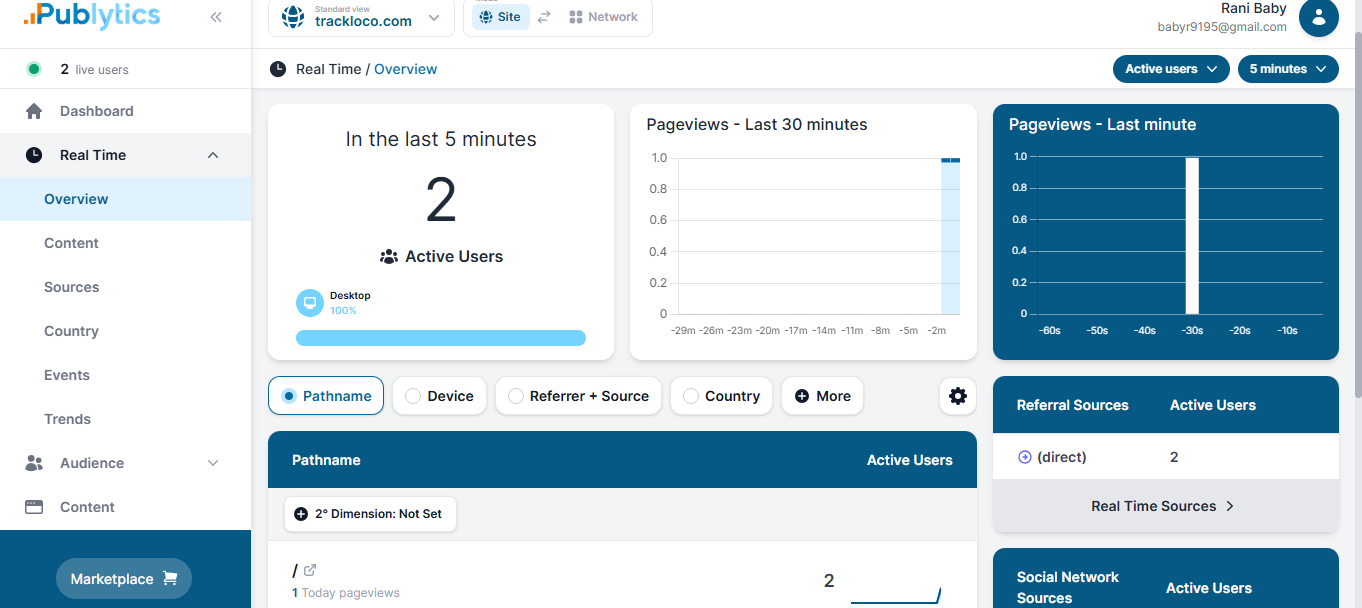 Publytics
Standard view
trackloco.com
Mode
Site
Network
Rani Baby
babyr9195@gmail.com
2 live users
Real Time / Overview
Active users
5 minutes
Dashboard
Real Time
Overview
Content
Sources
Country
Events
Trends
Audience
Content
Marketplace
In the last 5 minutes
2
Active Users
Desktop
100%
Pageviews - Last 30 minutes
1.0
0.8
0.6
0.4
0.2
0
-29m -26m -23m -20m -17m -14m -11m -8m -5m -2m
Pageviews - Last minute
1.0
0.8
0.6
0.4
0.2
0
-60s -50s -40s -30s -20s -10s
Pathname
Device
Referrer + Source
Country
More
Pathname
Active Users
2° Dimension: Not Set
/
2
1 Today pageviews
Referral Sources
Active Users
(direct)
2
Real Time Sources
Social Network
Sources
Active Users